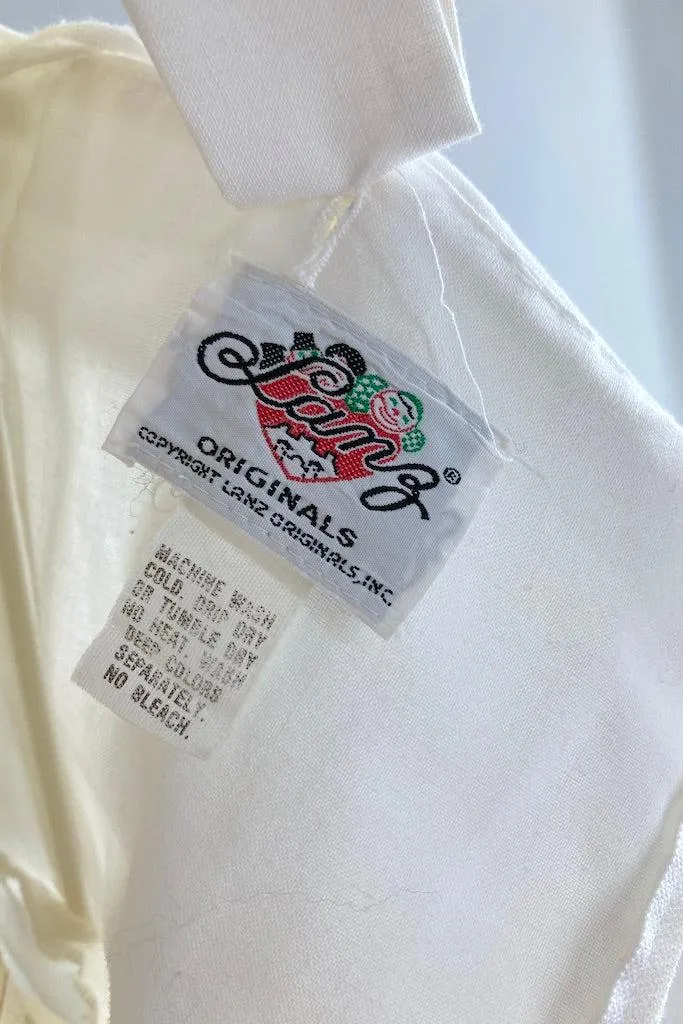 Lanz
®
ORIGINALS
COPYRIGHT LANZ ORIGINALS, INC.
MACHINE WASH
COLD. DRIP DRY
OR TUMBLE DRY
NO HEAT. WASH
DEEP COLORS
SEPARATELY.
NO BLEACH.